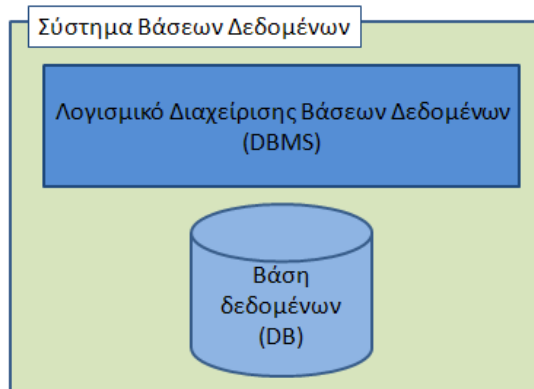 Σύστημα Βάσεων Δεδομένων
Λογισμικό Διαχείρισης Βάσεων Δεδομένων
(DBMS)
Βάση
δεδομένων
(DB)